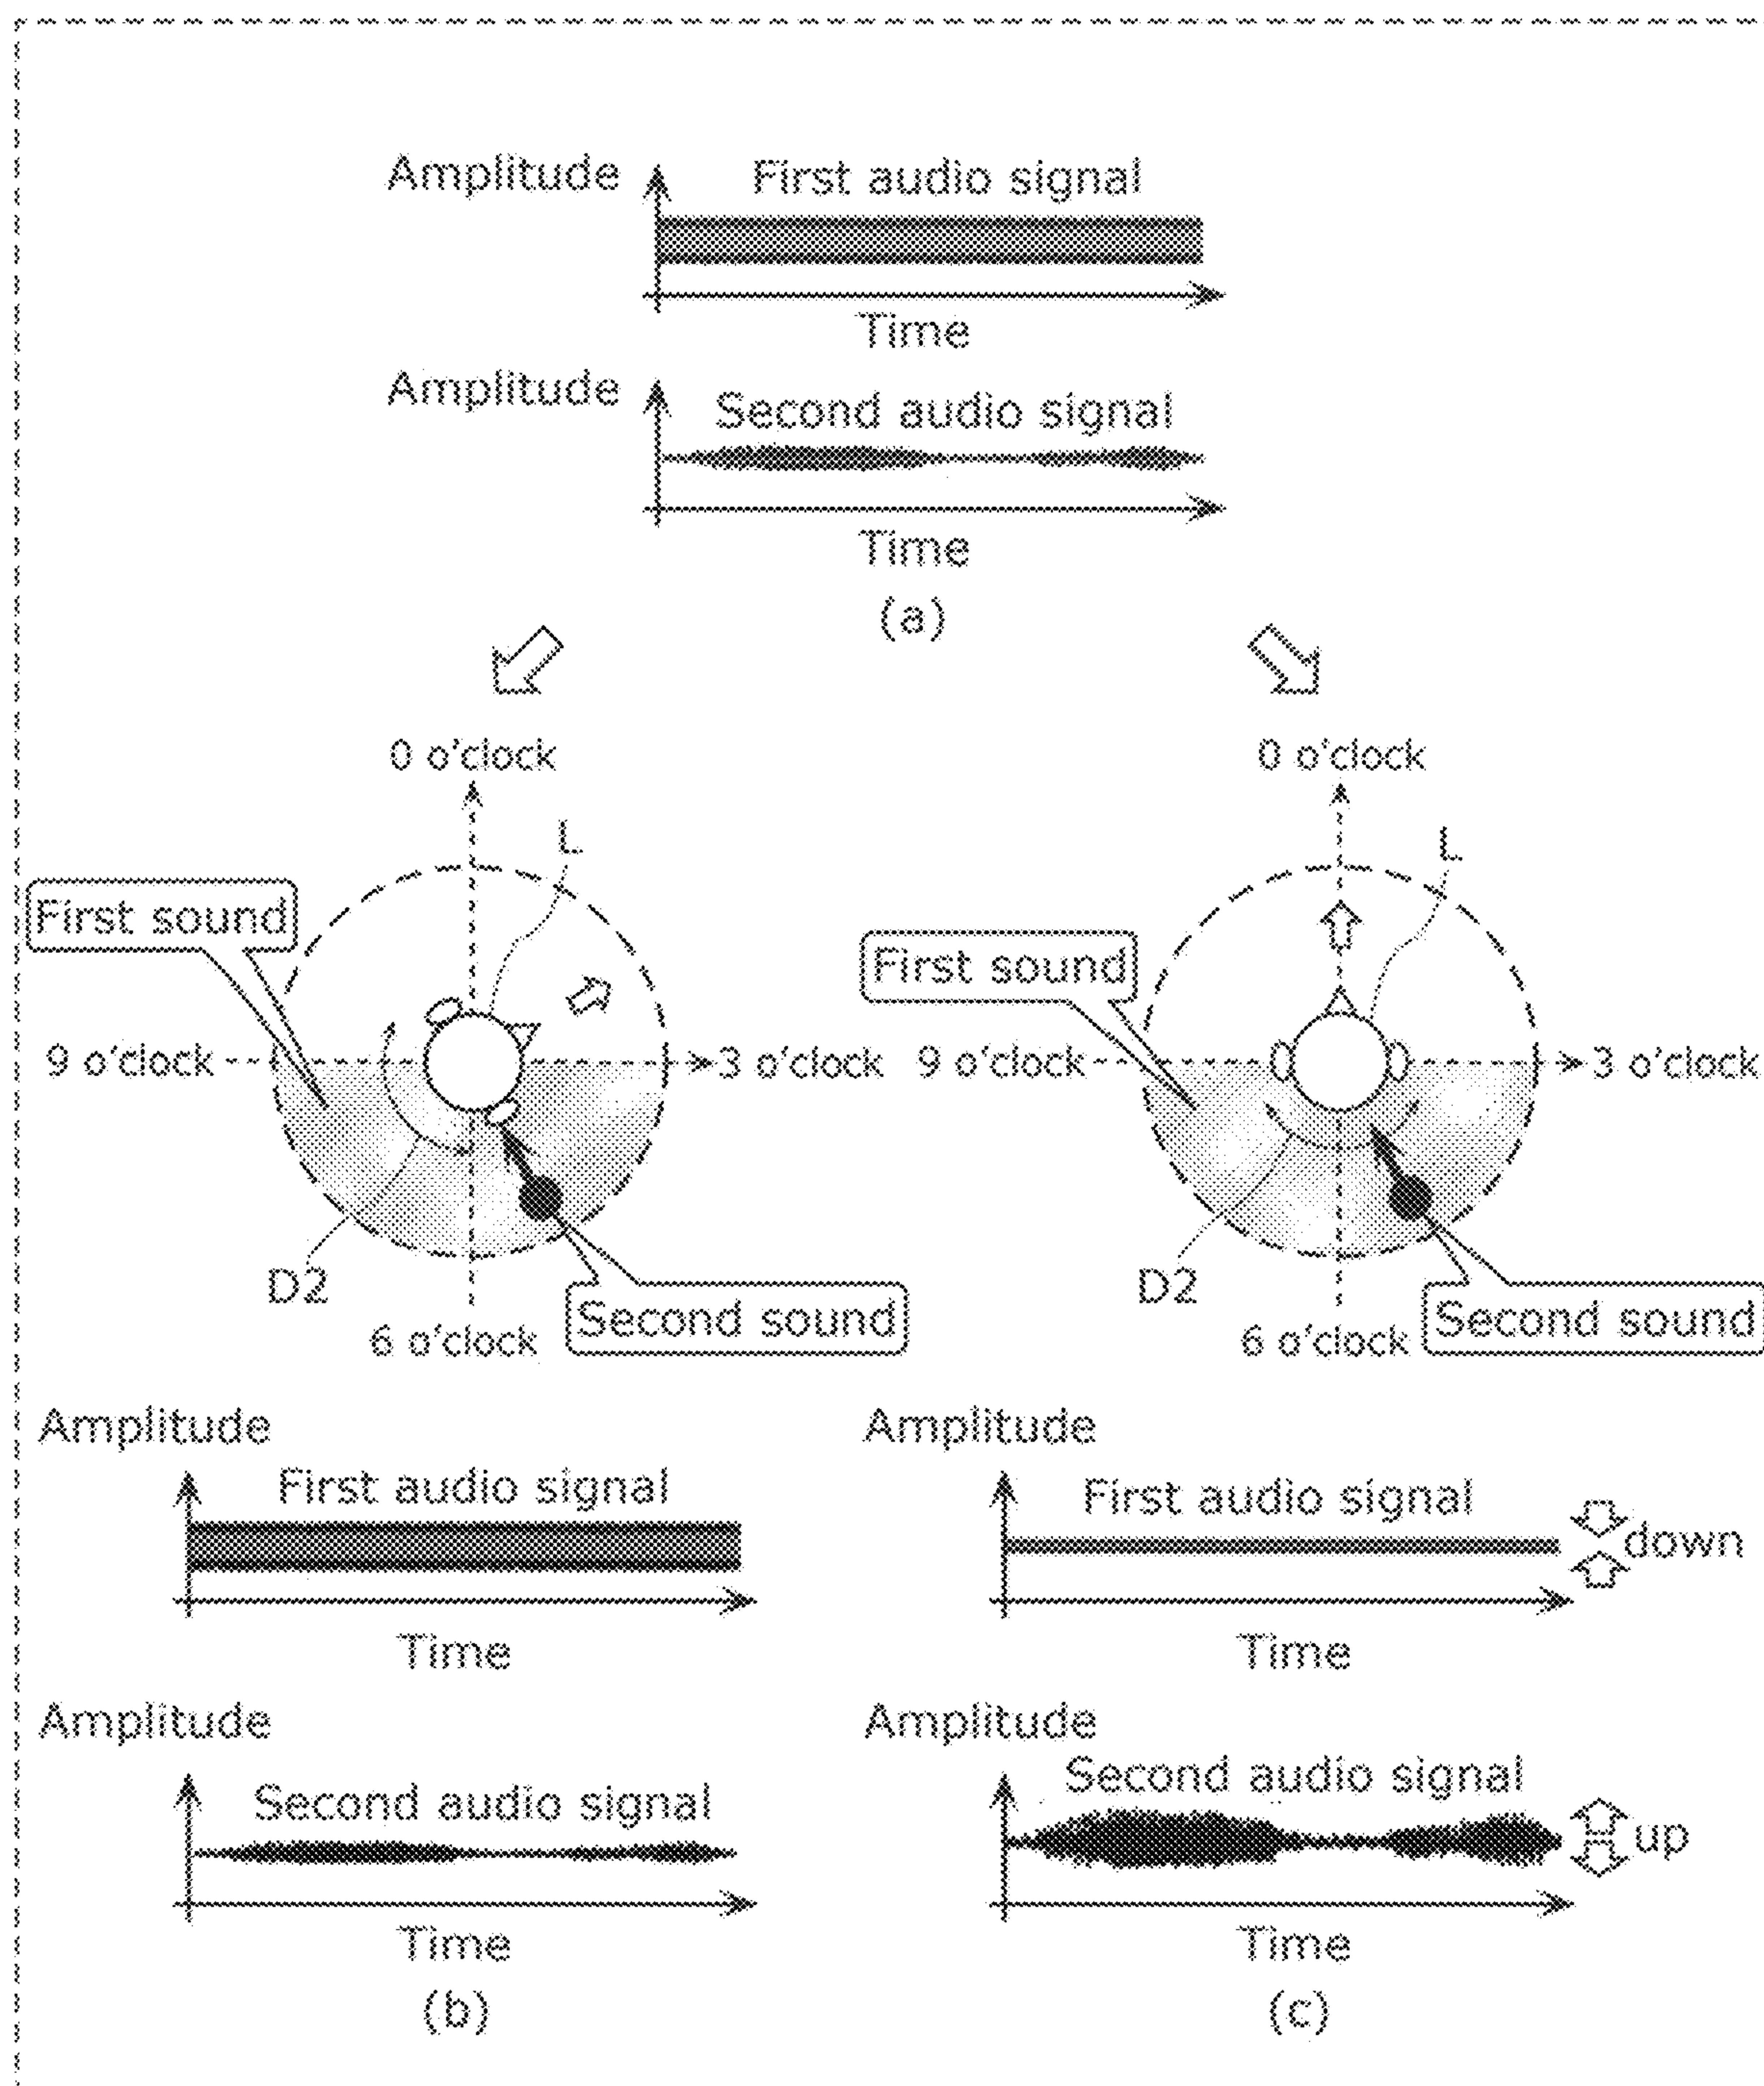 Amplitude
First audio signal
Time
Amplitude
Second audio signal
Time
(a)
0 o'clock
L
First sound
9 o'clock
3 o'clock
D2
Second sound
6 o'clock
0 o'clock
L
First sound
9 o'clock
3 o'clock
D2
Second sound
6 o'clock
Amplitude
First audio signal
Time
Amplitude
Second audio signal
Time
(b)
Amplitude
First audio signal
down
Time
Amplitude
Second audio signal
up
Time
(c)